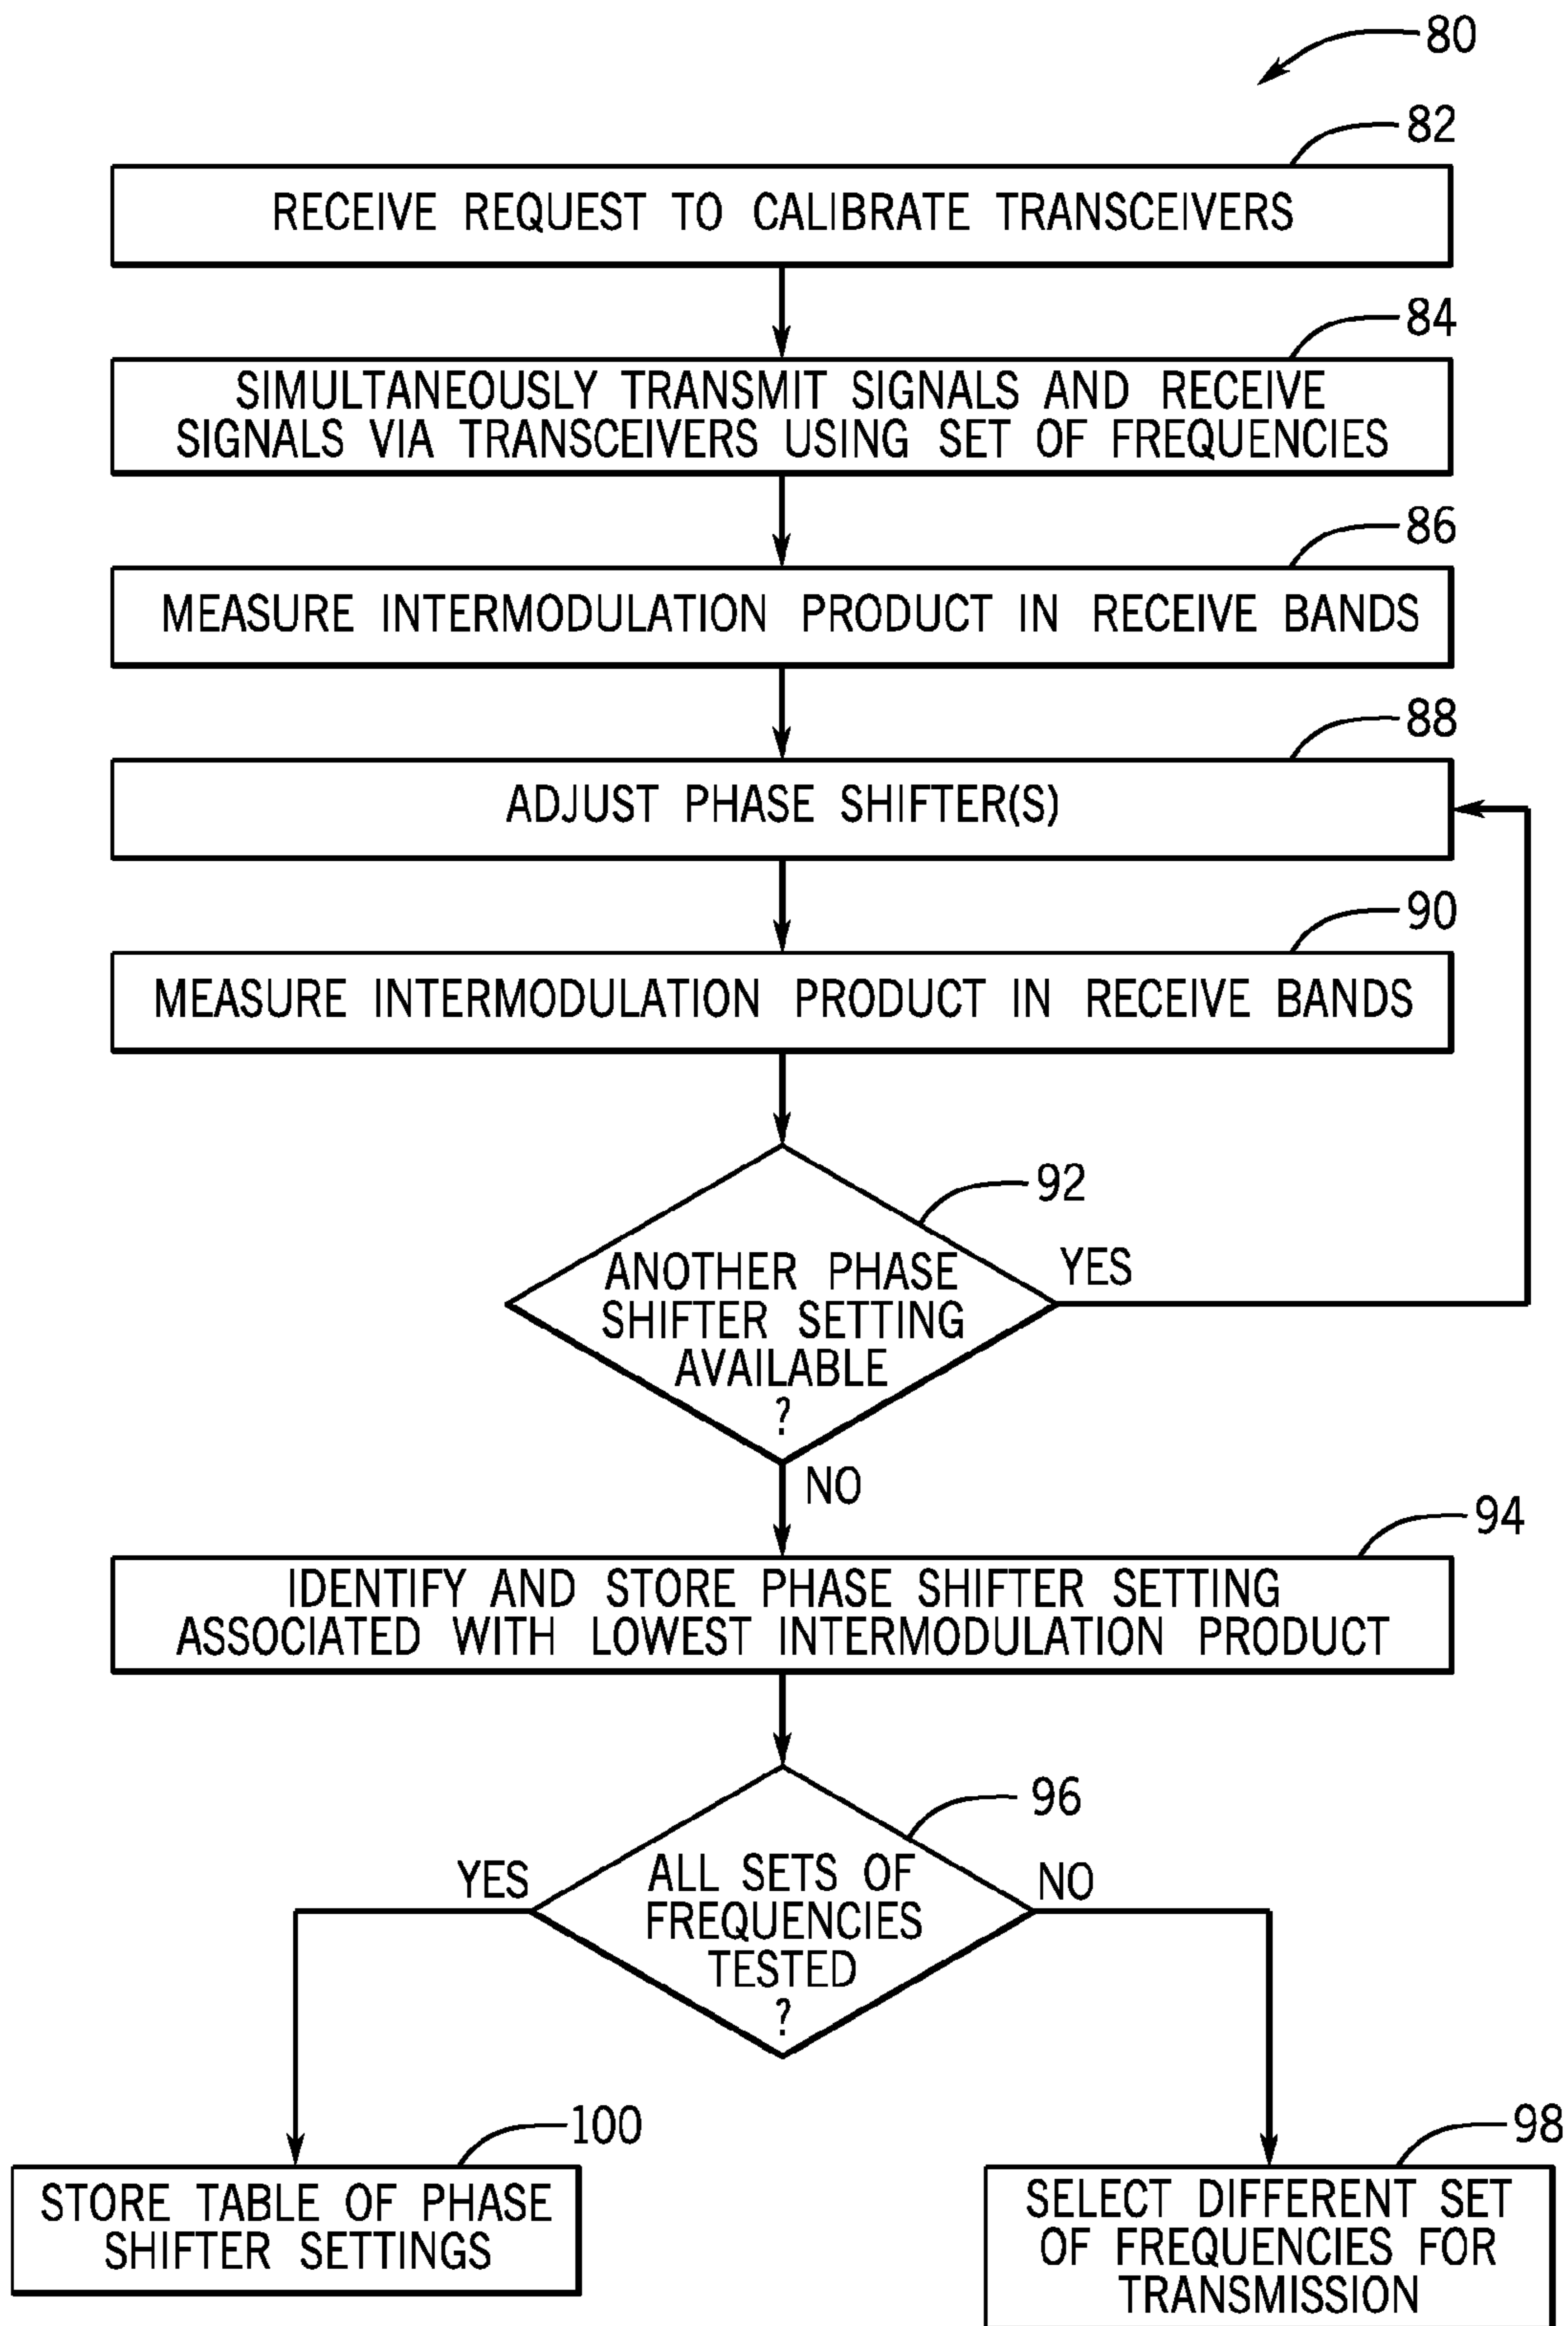 80
82
RECEIVE REQUEST TO CALIBRATE TRANSCEIVERS
84
SIMULTANEOUSLY TRANSMIT SIGNALS AND RECEIVE
SIGNALS VIA TRANSCEIVERS USING SET OF FREQUENCIES
86
MEASURE INTERMODULATION PRODUCT IN RECEIVE BANDS
88
ADJUST PHASE SHIFTER(S)
90
MEASURE INTERMODULATION PRODUCT IN RECEIVE BANDS
92
ANOTHER PHASE
SHIFTER SETTING
AVAILABLE
?
YES
NO
94
IDENTIFY AND STORE PHASE SHIFTER SETTING
ASSOCIATED WITH LOWEST INTERMODULATION PRODUCT
96
ALL SETS OF
FREQUENCIES
TESTED
?
YES
NO
100
STORE TABLE OF PHASE
SHIFTER SETTINGS
98
SELECT DIFFERENT SET
OF FREQUENCIES FOR
TRANSMISSION